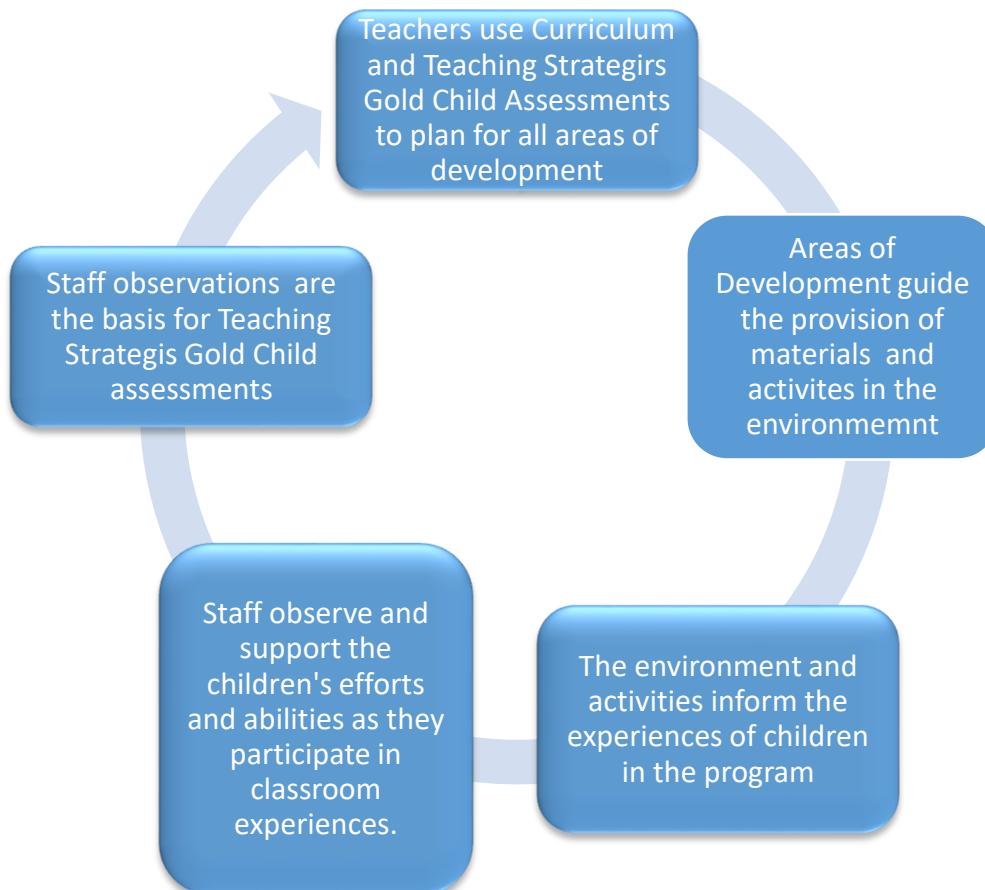 Teachers use Curriculum
and Teaching Strategirs
Gold Child Assessments
to plan for all areas of
development
Areas of
Development guide
the provision of
materials and
activites in the
environmemnt
The environment and
activities inform the
experiences of children
in the program
Staff observe and
support the
children's efforts
and abilities as they
participate in
classroom
experiences.
Staff observations are
the basis for Teaching
Strategis Gold Child
assessments